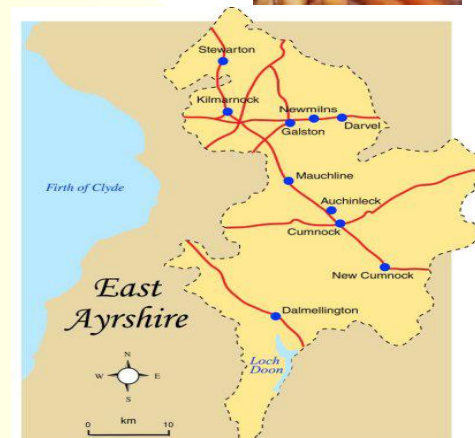 Stewarton
Kilmarnock
Newmilns
Galston
Darvel
Mauchline
Auchinleck
Cumnock
New Cumnock
Dalmellington
Firth of Clyde
East
Ayrshire
Loch
Doon
N
W E
S
km
0 10